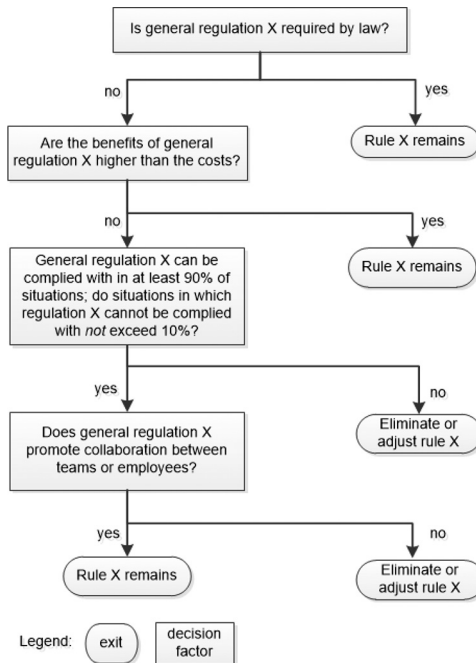 Is general regulation X required by law?
no
yes
Are the benefits of general
regulation X higher than the costs?
Rule X remains
no
yes
General regulation X can be
complied with in at least 90% of
situations; do situations in which
regulation X cannot be complied
with not exceed 10%?
Rule X remains
yes
no
Does general regulation X
promote collaboration between
teams or employees?
Eliminate or
adjust rule X
yes
no
Rule X remains
Eliminate or
adjust rule X
Legend:
exit
decision
factor